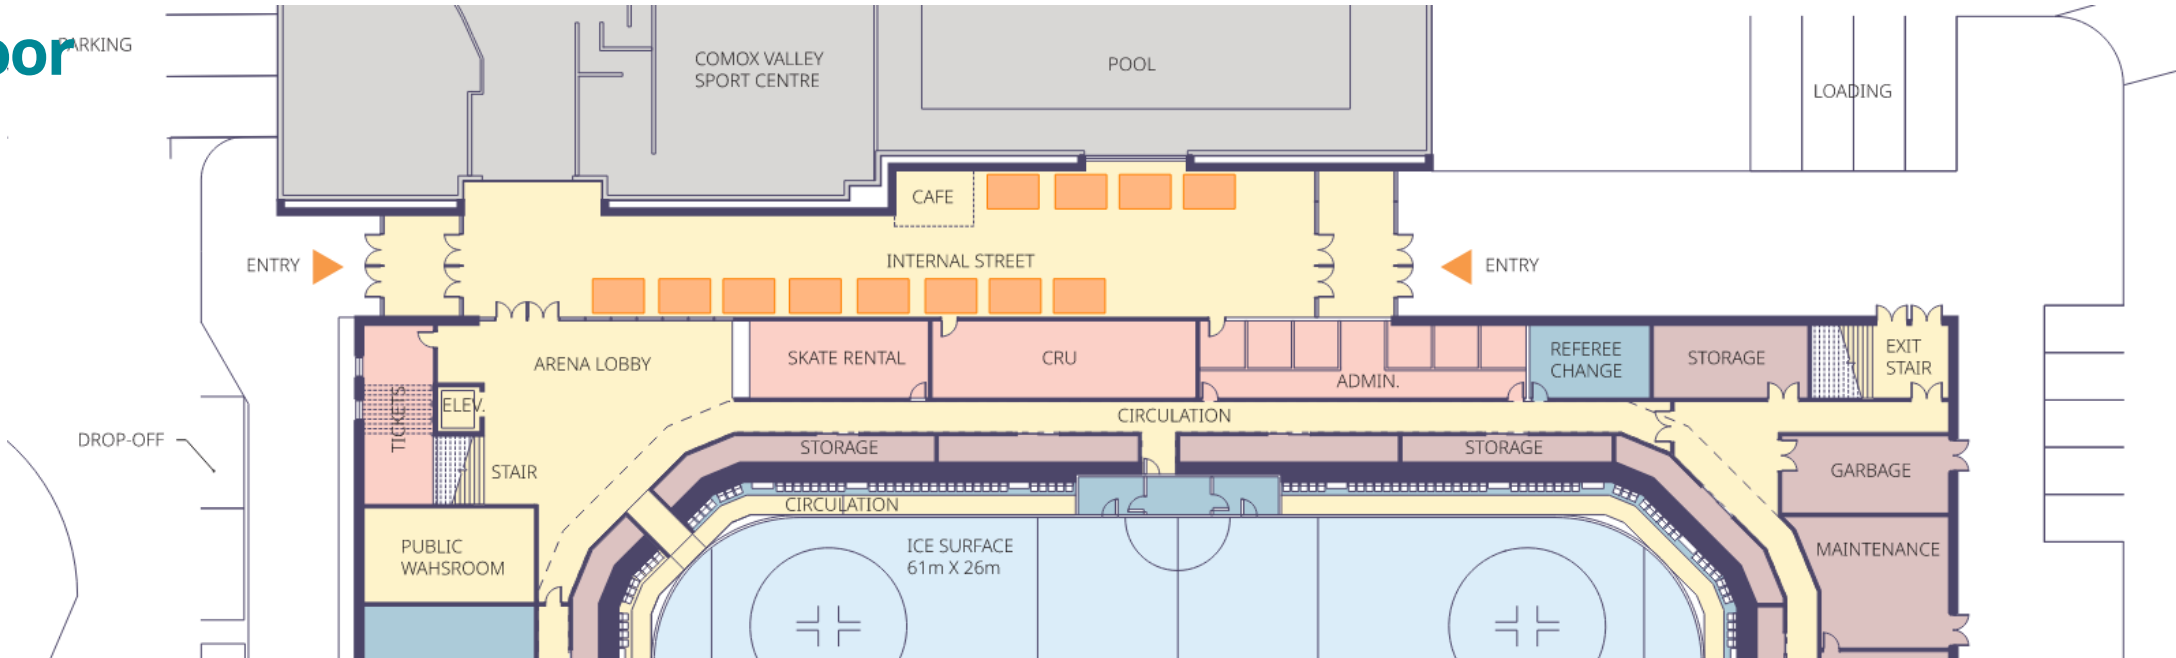 oor
PARKING
COMOX VALLEY
SPORT CENTRE
POOL
LOADING
CAFE
ENTRY
INTERNAL STREET
ENTRY
ARENA LOBBY
SKATE RENTAL
CRU
ADMIN.
REFEREE
CHANGE
STORAGE
EXIT
STAIR
TICKETS
ELEV.
CIRCULATION
DROP-OFF
STAIR
STORAGE
STORAGE
GARBAGE
CIRCULATION
PUBLIC
WAHSROOM
ICE SURFACE
61m X 26m
MAINTENANCE